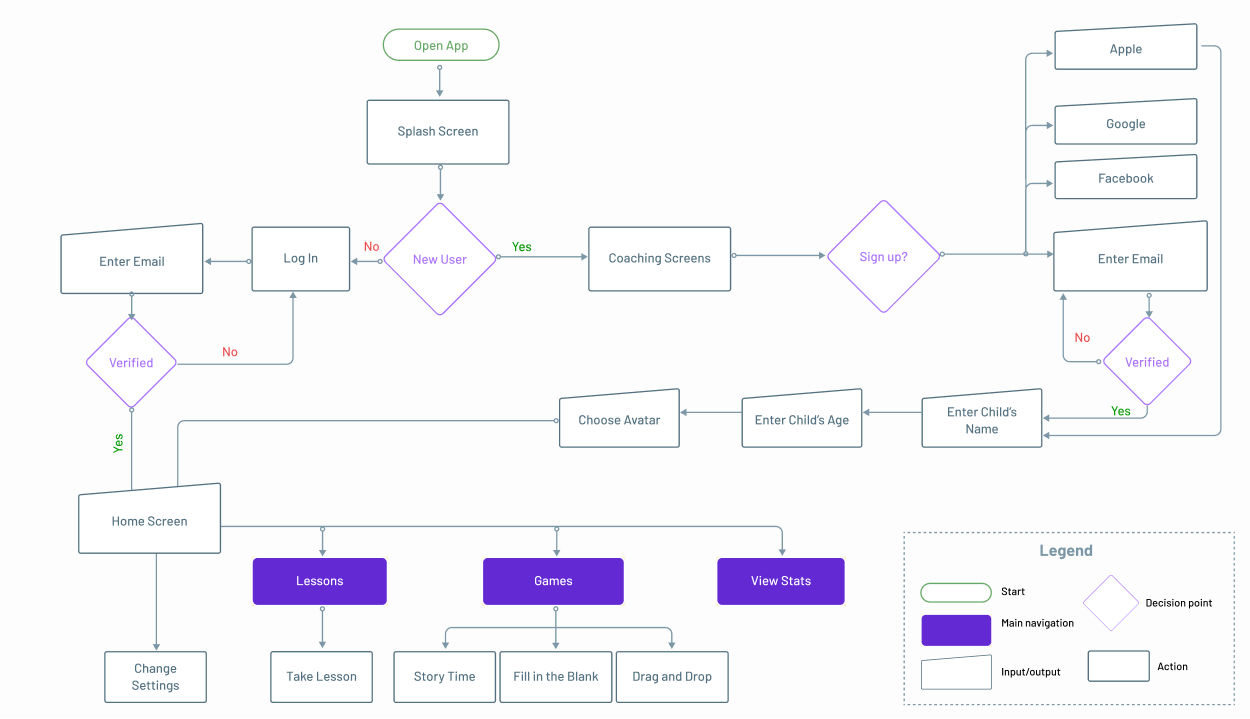 Open App
Apple
Splash Screen
Google
Facebook
Enter Email
Log In
No
New User
Yes
Coaching Screens
Sign up?
Enter Email
Verified
No
No
Verified
Yes
Choose Avatar
Enter Child's Age
Enter Child's
Name
Yes
Home Screen
Lessons
Games
View Stats
Change
Settings
Take Lesson
Story Time
Fill in the Blank
Drag and Drop
Legend
Start
Main navigation
Input/output
Decision point
Action